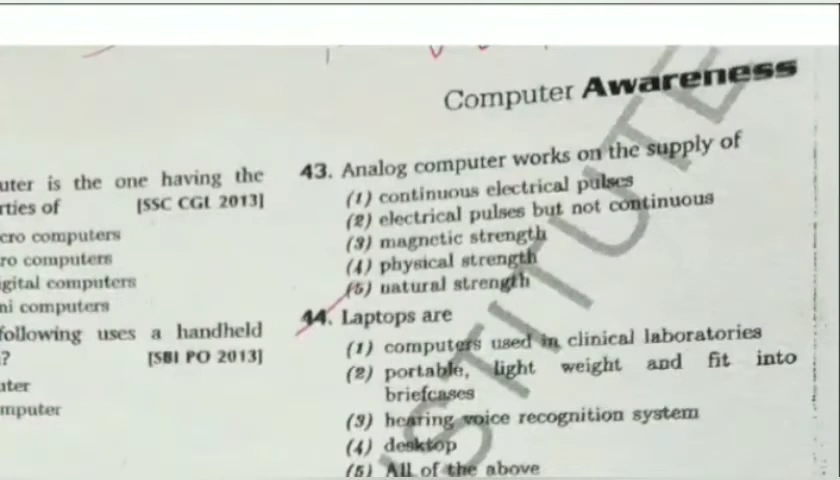 Computer Awareness
uter is the one having the
rties of [SSC CGL 2013]
cro computers
ro computers
igital computers
ni computers
following uses a handheld
? [SBI PO 2013]
uter
mputer
43. Analog computer works on the supply of
(1) continuous electrical pulses
(2) electrical pulses but not continuous
(3) magnetic strength
(4) physical strength
(5) natural strength
44. Laptops are
(1) computers used in clinical laboratories
(2) portable, light weight and fit into
briefcases
(3) hearing voice recognition system
(4) desktop
(5) All of the above
STITUTE